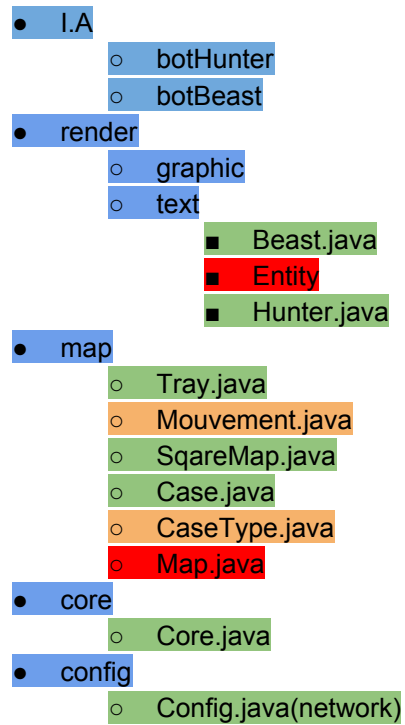 ● I.A
○ botHunter
○ botBeast
● render
○ graphic
○ text
■ Beast.java
■ Entity
■ Hunter.java
● map
○ Tray.java
○ Mouvement.java
○ SqareMap.java
○ Case.java
○ CaseType.java
○ Map.java
● core
○ Core.java
● config
○ Config.java(network)